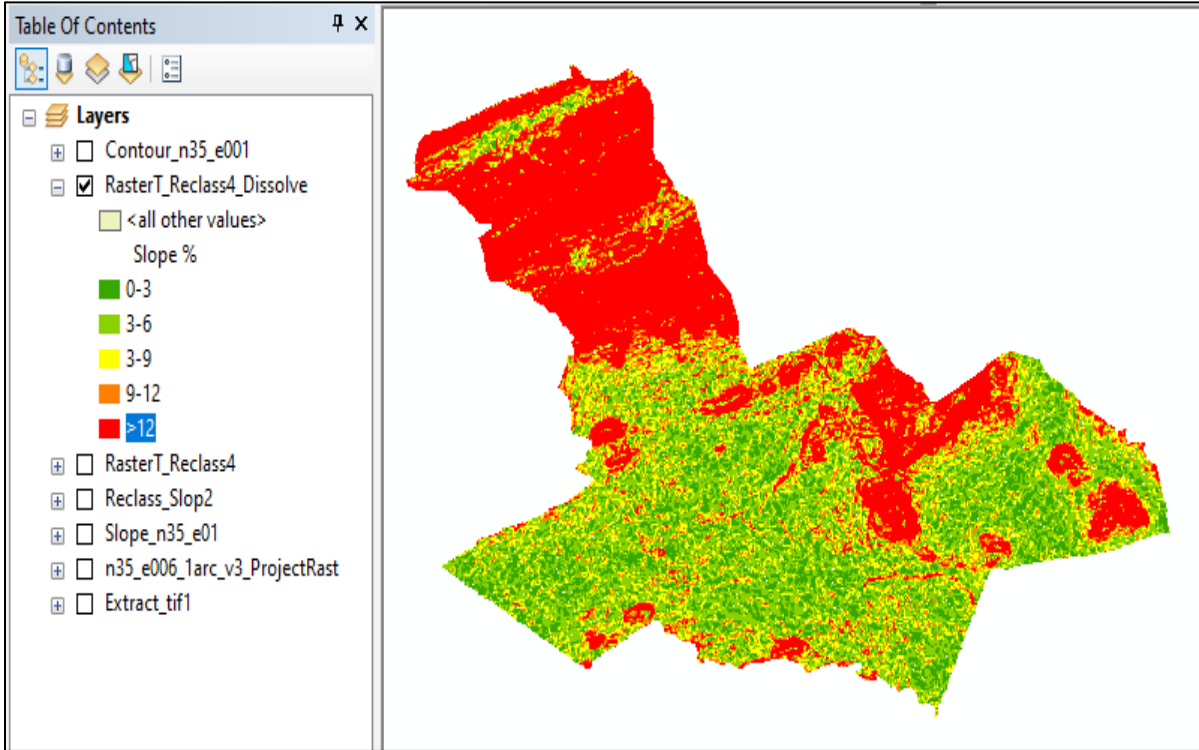 Table Of Contents
Layers
Contour_n35_e001
RasterT_Reclass4_Dissolve
<all other values>
Slope %
0-3
3-6
3-9
9-12
>12
RasterT_Reclass4
Reclass_Slop2
Slope_n35_e01
n35_e006_1arc_v3_ProjectRast
Extract_tif1